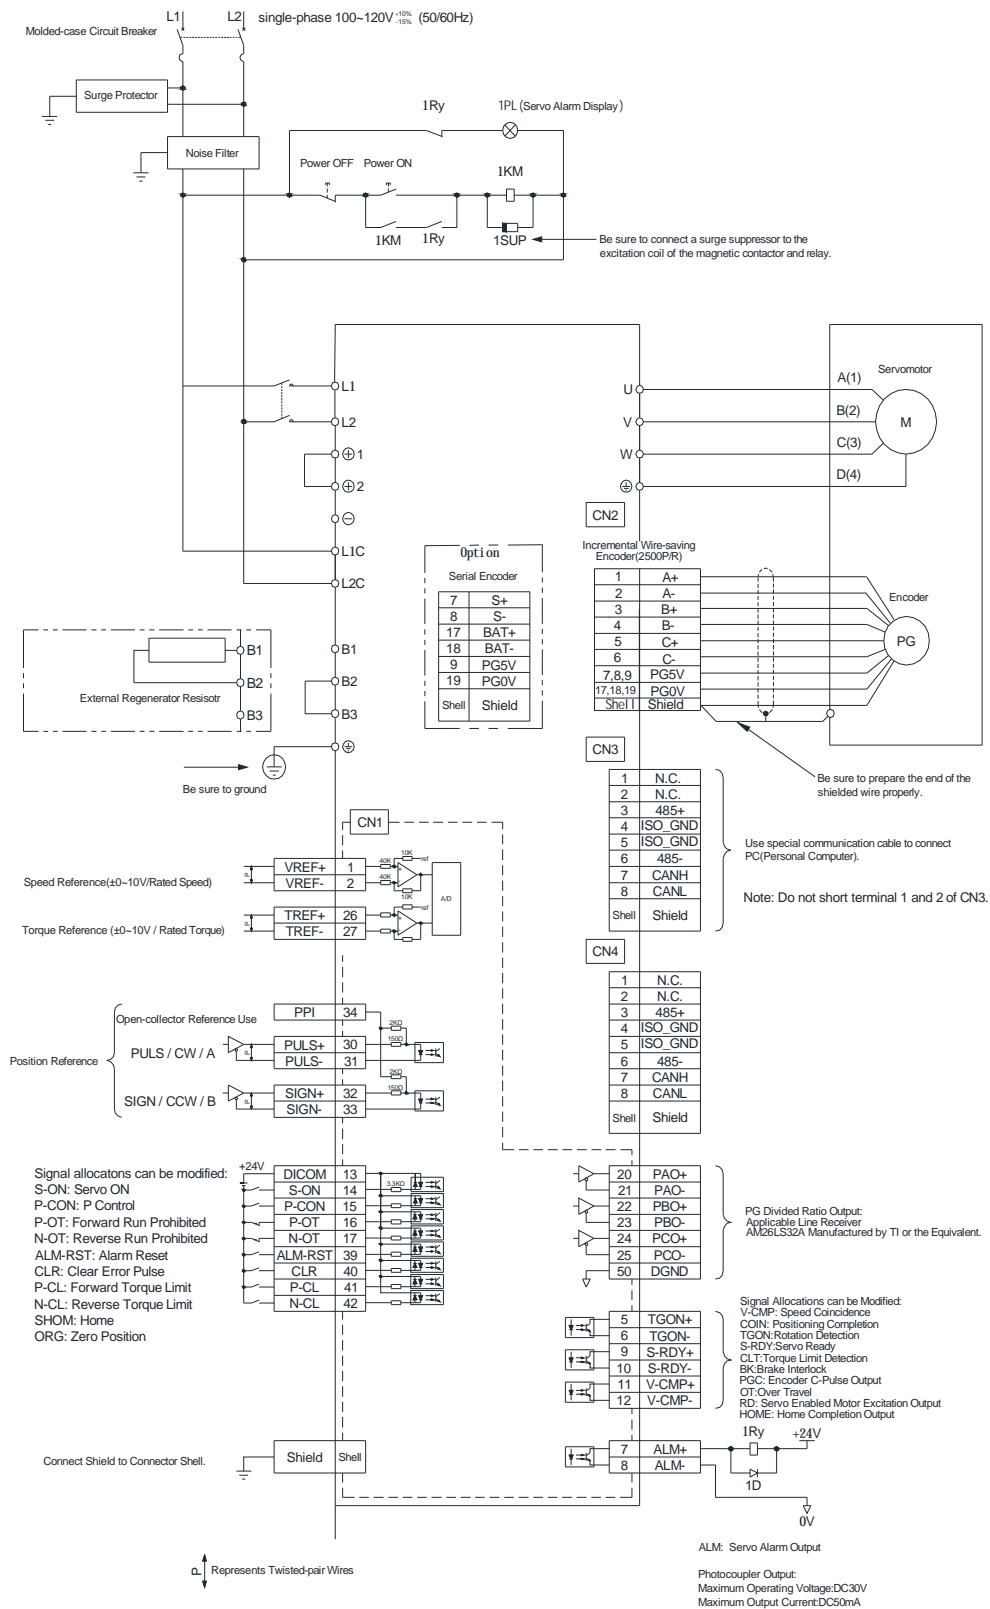 L1 L2 single-phase 100~120V +10% -15% (50/60Hz)
Molded-case Circuit Breaker
Surge Protector
Noise Filter
1Ry 1PL (Servo Alarm Display)
Power OFF Power ON
1KM
1KM 1Ry 1SUP
Be sure to connect a surge suppressor to the
excitation coil of the magnetic contactor and relay.
L1
L2
1
2
L1C
L2C
B1
B2
B3
External Regenerator Resisotr
B1
B2
B3
Be sure to ground
U
V
W
A(1)
B(2)
C(3)
D(4)
Servomotor
M
CN2
Incremental Wire-saving
Encoder(2500P/R)
1 A+
2 A-
3 B+
4 B-
5 C+
6 C-
7,8,9 PG5V
17,18,19 PG0V
Shell Shield
Encoder
PG
Be sure to prepare the end of the
shielded wire properly.
Option
Serial Encoder
7 S+
8 S-
17 BAT+
18 BAT-
9 PG5V
19 PG0V
Shell Shield
CN3
1 N.C.
2 N.C.
3 485+
4 ISO_GND
5 ISO_GND
6 485-
7 CANH
8 CANL
Shell Shield
Use special communication cable to connect
PC(Personal Computer).
Note: Do not short terminal 1 and 2 of CN3.
CN4
1 N.C.
2 N.C.
3 485+
4 ISO_GND
5 ISO_GND
6 485-
7 CANH
8 CANL
Shell Shield
CN1
Speed Reference(±0~10V/Rated Speed)
P
VREF+ 1
VREF- 2
40K
40K
10K
10K
ref
A/D
Torque Reference (±0~10V / Rated Torque)
P
TREF+ 26
TREF- 27
ref
Position Reference
Open-collector Reference Use
PPI 34
PULS / CW / A
P
PULS+ 30
PULS- 31
2KΩ
150Ω
SIGN / CCW / B
P
SIGN+ 32
SIGN- 33
2KΩ
150Ω
Signal allocatons can be modified:
S-ON: Servo ON
P-CON: P Control
P-OT: Forward Run Prohibited
N-OT: Reverse Run Prohibited
ALM-RST: Alarm Reset
CLR: Clear Error Pulse
P-CL: Forward Torque Limit
N-CL: Reverse Torque Limit
SHOM: Home
ORG: Zero Position
+24V
DICOM 13
S-ON 14
P-CON 15
P-OT 16
N-OT 17
ALM-RST 39
CLR 40
P-CL 41
N-CL 42
3.3KΩ
20 PAO+
21 PAO-
22 PBO+
23 PBO-
24 PCO+
25 PCO-
50 DGND
PG Divided Ratio Output:
Applicable Line Receiver
AM26LS32A Manufactured by TI or the Equivalent.
5 TGON+
6 TGON-
9 S-RDY+
10 S-RDY-
11 V-CMP+
12 V-CMP-
Signal Allocations can be Modified:
V-CMP: Speed Coincidence
COIN: Positioning Completion
TGON:Rotation Detection
S-RDY:Servo Ready
CLT:Torque Limit Detection
BK:Brake Interlock
PGC: Encoder C-Pulse Output
OT:Over Travel
RD: Servo Enabled Motor Excitation Output
HOME: Home Completion Output
7 ALM+
8 ALM-
1Ry +24V
1D
0V
Connect Shield to Connector Shell.
Shield Shell
ALM: Servo Alarm Output
P Represents Twisted-pair Wires
Photocoupler Output:
Maximum Operating Voltage:DC30V
Maximum Output Current:DC50mA